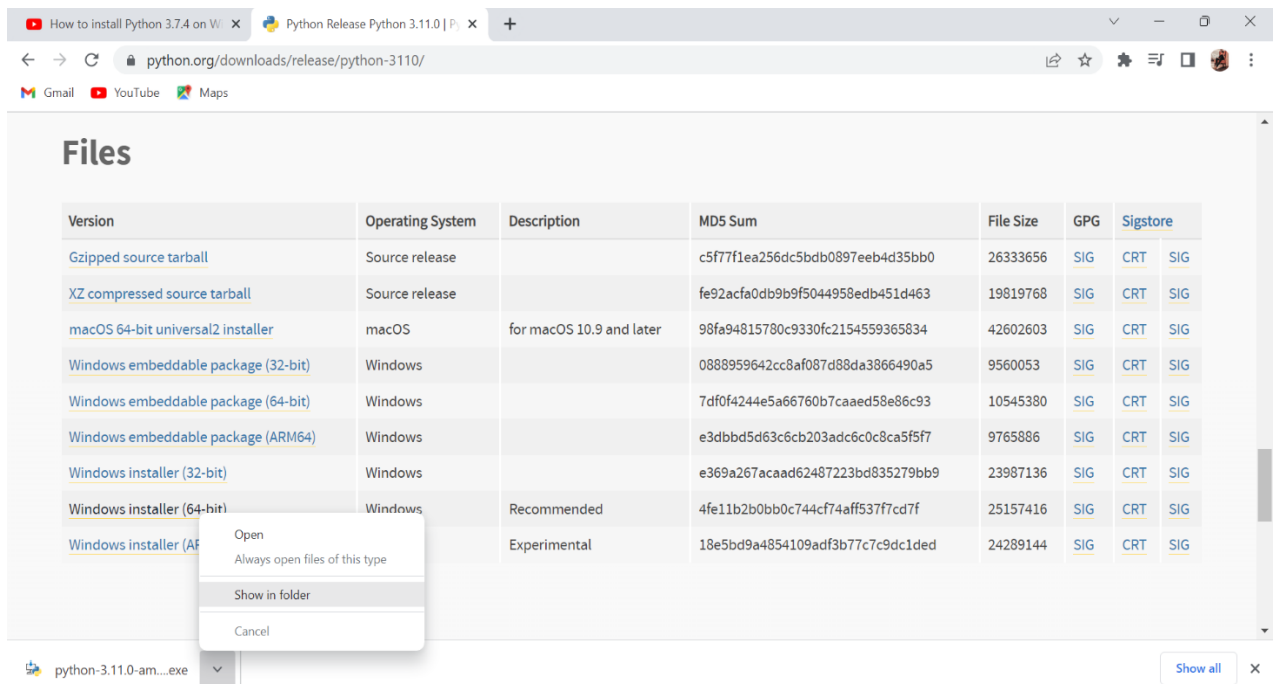 How to install Python 3.7.4 on W
Python Release Python 3.11.0 | Py
python.org/downloads/release/python-3110/
Gmail YouTube Maps
Files
Version Operating System Description MD5 Sum File Size GPG Sigstore
Gzipped source tarball Source release c5f77f1ea256dc5bdb0897eeb4d35bb0 26333656 SIG CRT SIG
XZ compressed source tarball Source release fe92acfa0db9b9f5044958edb451d463 19819768 SIG CRT SIG
macOS 64-bit universal2 installer macOS for macOS 10.9 and later 98fa94815780c9330fc2154559365834 42602603 SIG CRT SIG
Windows embeddable package (32-bit) Windows 0888959642cc8af087d88da3866490a5 9560053 SIG CRT SIG
Windows embeddable package (64-bit) Windows 7df0f4244e5a66760b7caaed58e86c93 10545380 SIG CRT SIG
Windows embeddable package (ARM64) Windows e3dbbd5d63c6cb203adc6c0c8ca5f5f7 9765886 SIG CRT SIG
Windows installer (32-bit) Windows e369a267acaad62487223bd835279bb9 23987136 SIG CRT SIG
Windows installer (64-bit) Windows Recommended 4fe11b2b0bb0c744cf74aff537f7cd7f 25157416 SIG CRT SIG
Windows installer (AR Experimental 18e5bd9a4854109adf3b77c7c9dc1ded 24289144 SIG CRT SIG
Open
Always open files of this type
Show in folder
Cancel
python-3.11.0-am....exe
Show all